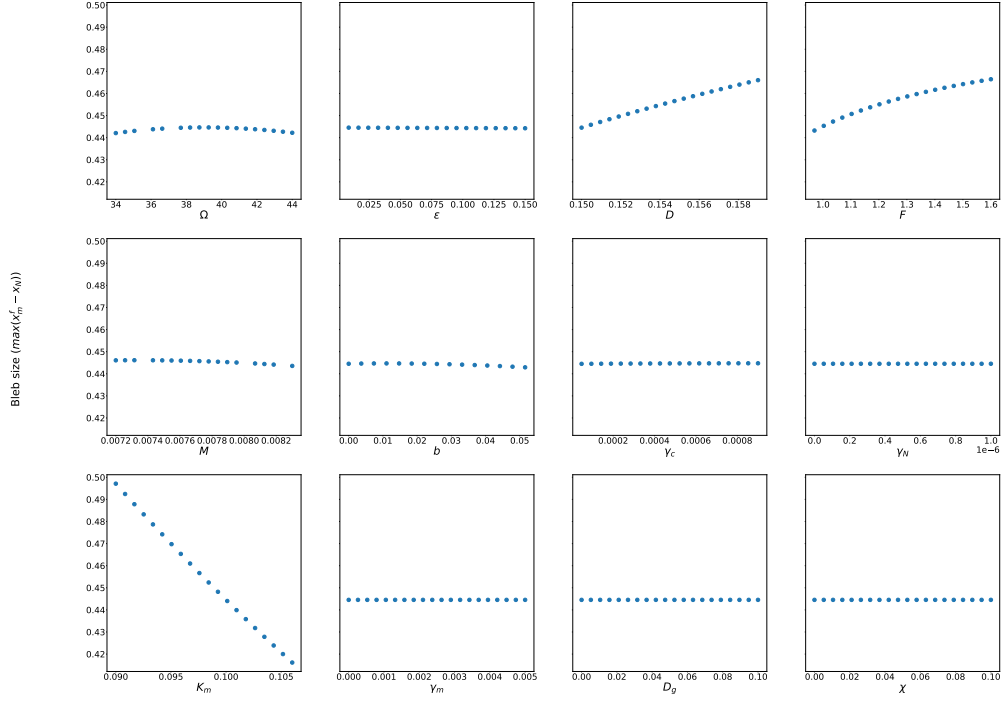 0.50
0.49
0.48
0.47
0.46
0.45
0.44
0.43
0.42
34 36 38 40 42 44
Ω
0.025 0.050 0.075 0.100 0.125 0.150
ε
0.150 0.152 0.154 0.156 0.158
D
1.0 1.1 1.2 1.3 1.4 1.5 1.6
F
Bleb size (max(x_m^f − x_N))
0.50
0.49
0.48
0.47
0.46
0.45
0.44
0.43
0.42
0.0072 0.0074 0.0076 0.0078 0.0080 0.0082
M
0.00 0.01 0.02 0.03 0.04 0.05
b
0.0002 0.0004 0.0006 0.0008
γ_c
0.0 0.2 0.4 0.6 0.8 1.0
1e-6
γ_N
0.50
0.49
0.48
0.47
0.46
0.45
0.44
0.43
0.42
0.090 0.095 0.100 0.105
K_m
0.000 0.001 0.002 0.003 0.004 0.005
γ_m
0.00 0.02 0.04 0.06 0.08 0.10
D_g
0.00 0.02 0.04 0.06 0.08 0.10
χ